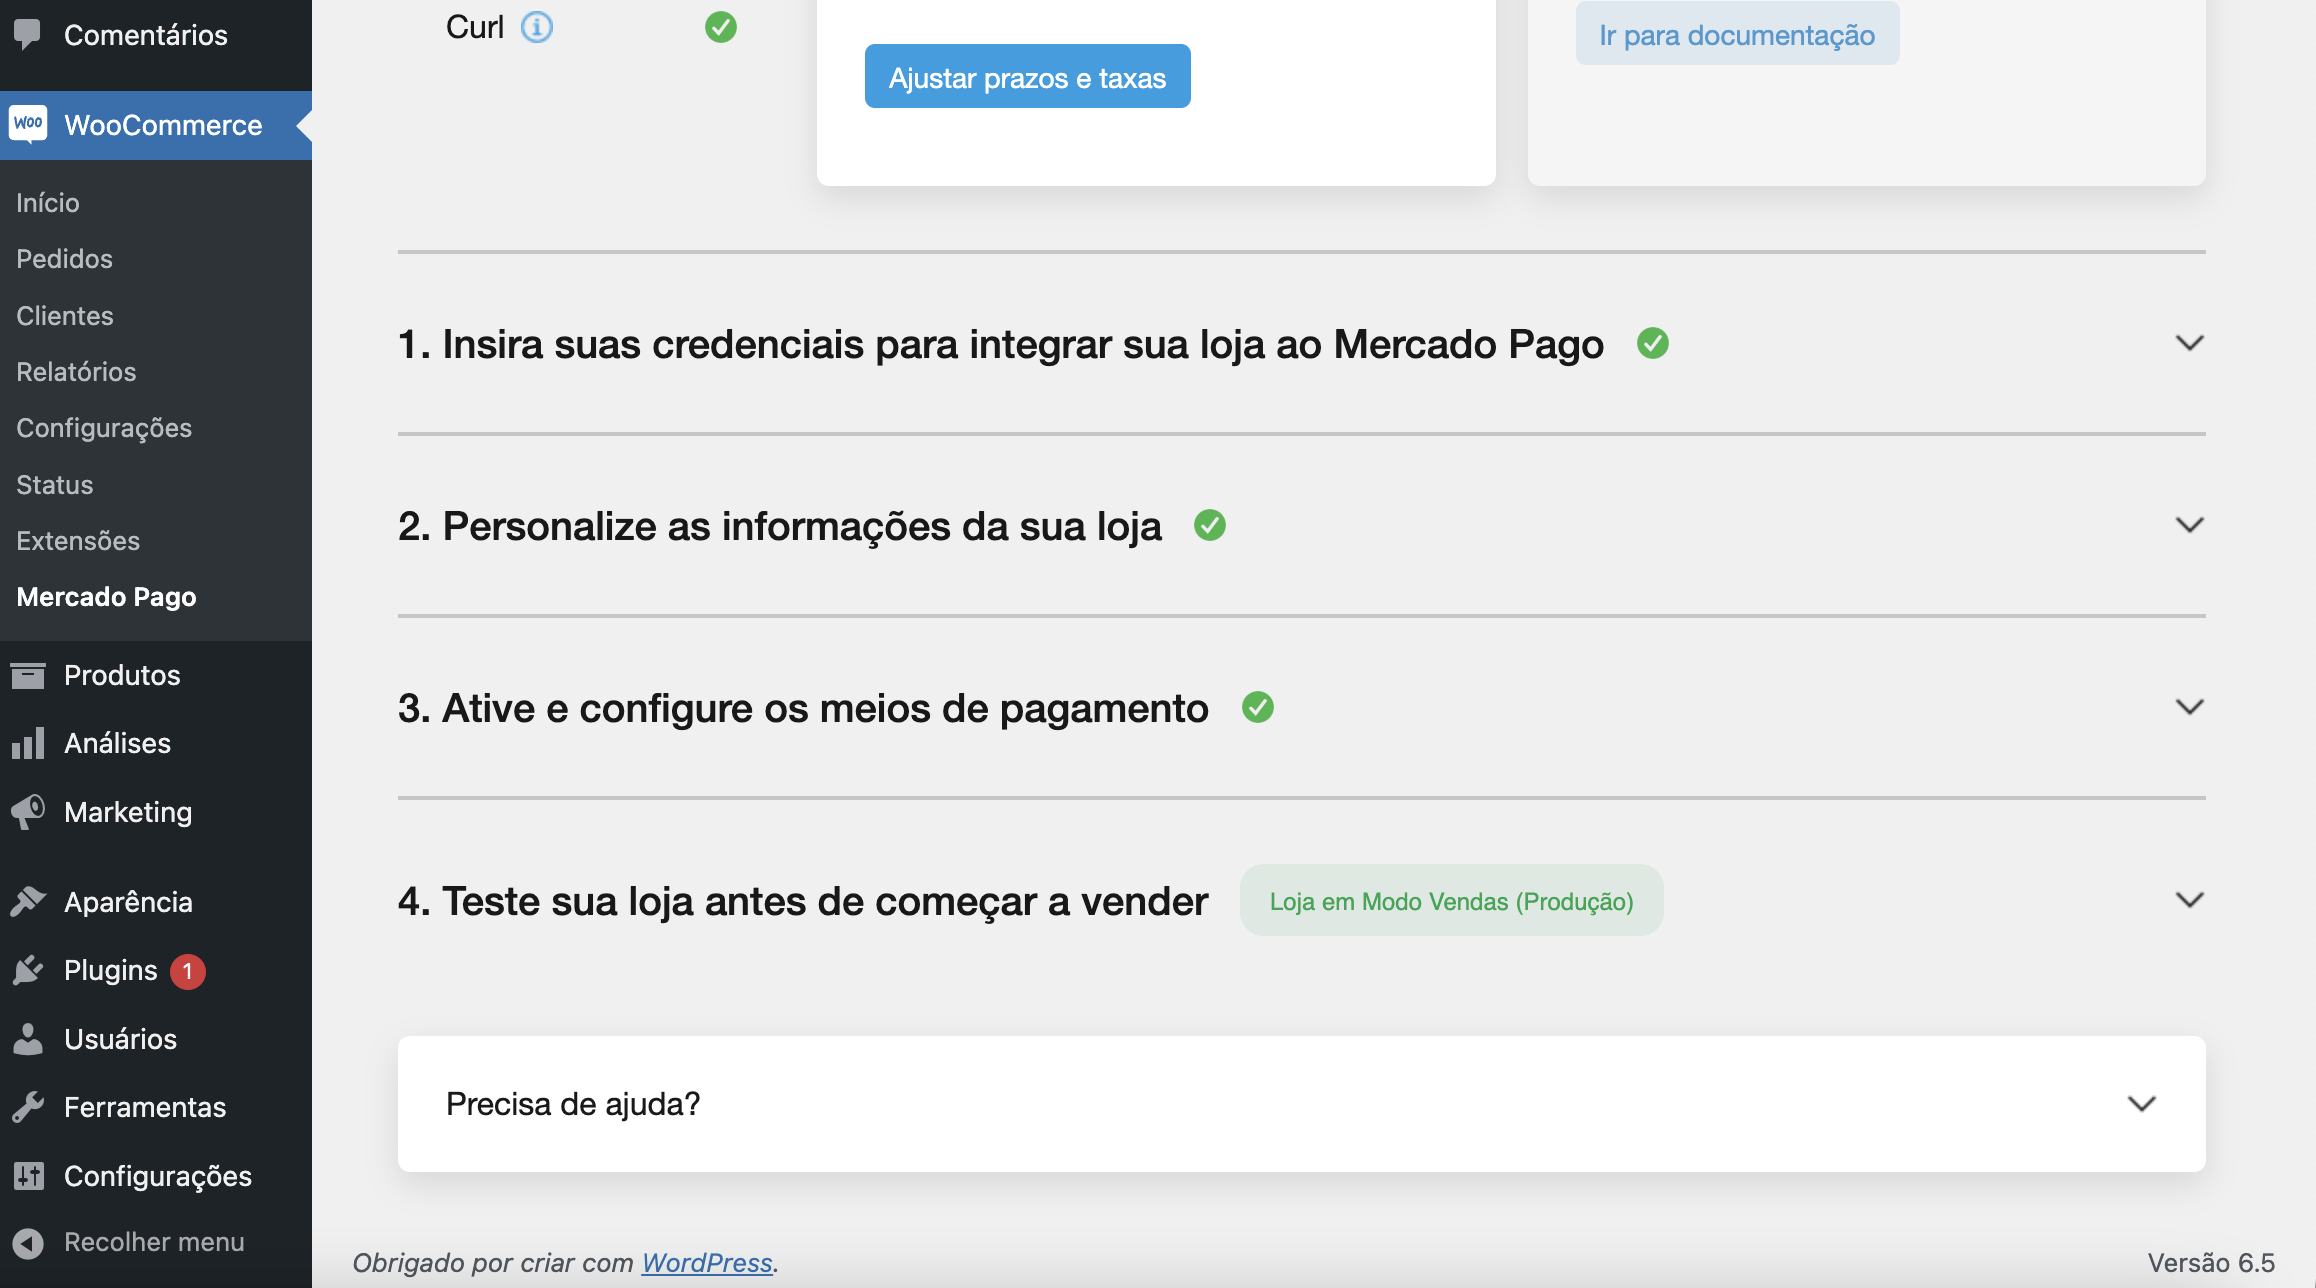 Comentários
WOO WooCommerce
Início
Pedidos
Clientes
Relatórios
Configurações
Status
Extensões
Mercado Pago
Produtos
Análises
Marketing
Aparência
Plugins 1
Usuários
Ferramentas
Configurações
Recolher menu
Curl
Ajustar prazos e taxas
Ir para documentação
1. Insira suas credenciais para integrar sua loja ao Mercado Pago
2. Personalize as informações da sua loja
3. Ative e configure os meios de pagamento
4. Teste sua loja antes de começar a vender Loja em Modo Vendas (Produção)
Precisa de ajuda?
Obrigado por criar com WordPress.
Versão 6.5